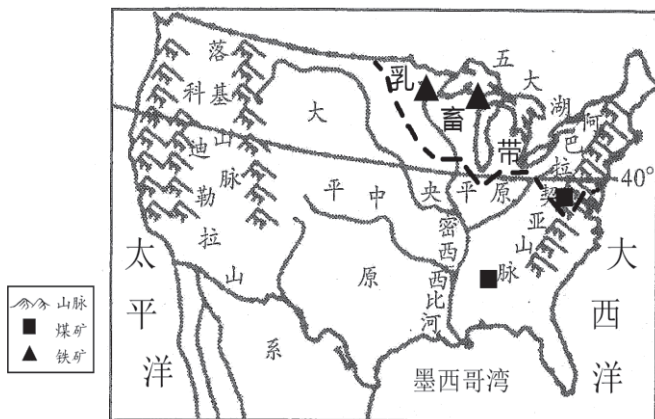 落基山脉
科迪勒拉山系
大平原
中央平原
乳畜带
五大湖
阿巴拉契亚山脉
密西西比河
40°
太平洋
大西洋
墨西哥湾
山脉
煤矿
铁矿